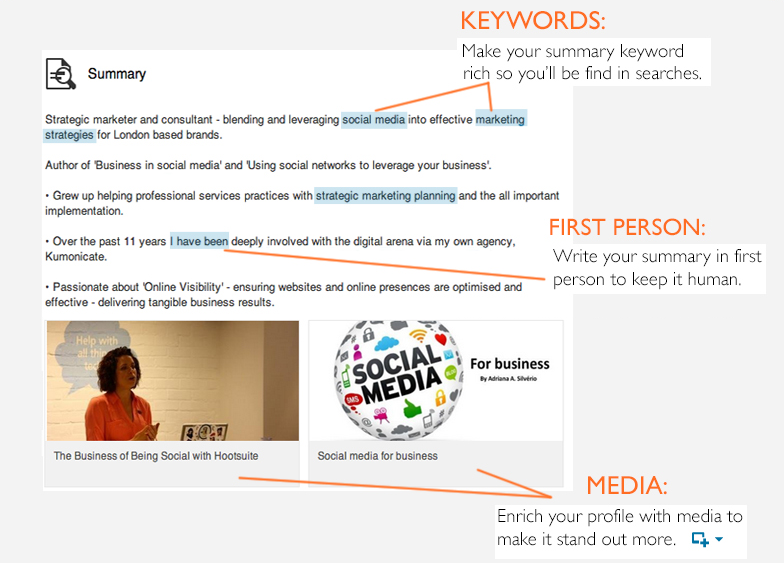 KEYWORDS:
Make your summary keyword
rich so you'll be find in searches.
Summary
Strategic marketer and consultant - blending and leveraging social media into effective marketing
strategies for London based brands.
Author of 'Business in social media' and 'Using social networks to leverage your business'.
• Grew up helping professional services practices with strategic marketing planning and the all important
implementation.
• Over the past 11 years I have been deeply involved with the digital arena via my own agency,
Kumonicate.
FIRST PERSON:
Write your summary in first
person to keep it human.
• Passionate about 'Online Visibility' - ensuring websites and online presences are optimised and
effective - delivering tangible business results.
Help with
all thin
tod
SOCIAL
MEDIA
SMS
BLOG
For business
By Adriana A. Silvério
The Business of Being Social with Hootsuite
Social media for business
MEDIA:
Enrich your profile with media to
make it stand out more.